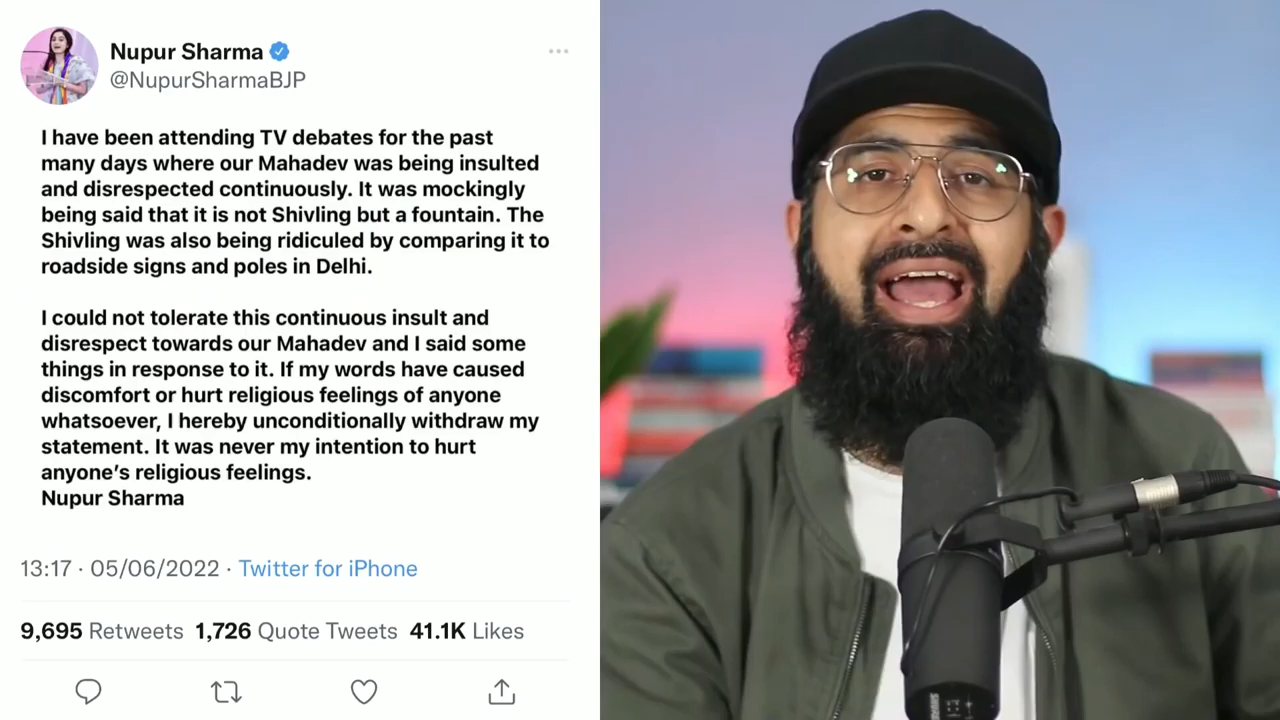 Nupur Sharma
@NupurSharmaBJP
I have been attending TV debates for the past
many days where our Mahadev was being insulted
and disrespected continuously. It was mockingly
being said that it is not Shivling but a fountain. The
Shivling was also being ridiculed by comparing it to
roadside signs and poles in Delhi.
I could not tolerate this continuous insult and
disrespect towards our Mahadev and I said some
things in response to it. If my words have caused
discomfort or hurt religious feelings of anyone
whatsoever, I hereby unconditionally withdraw my
statement. It was never my intention to hurt
anyone's religious feelings.
Nupur Sharma
13:17 · 05/06/2022 · Twitter for iPhone
9,695 Retweets 1,726 Quote Tweets 41.1K Likes